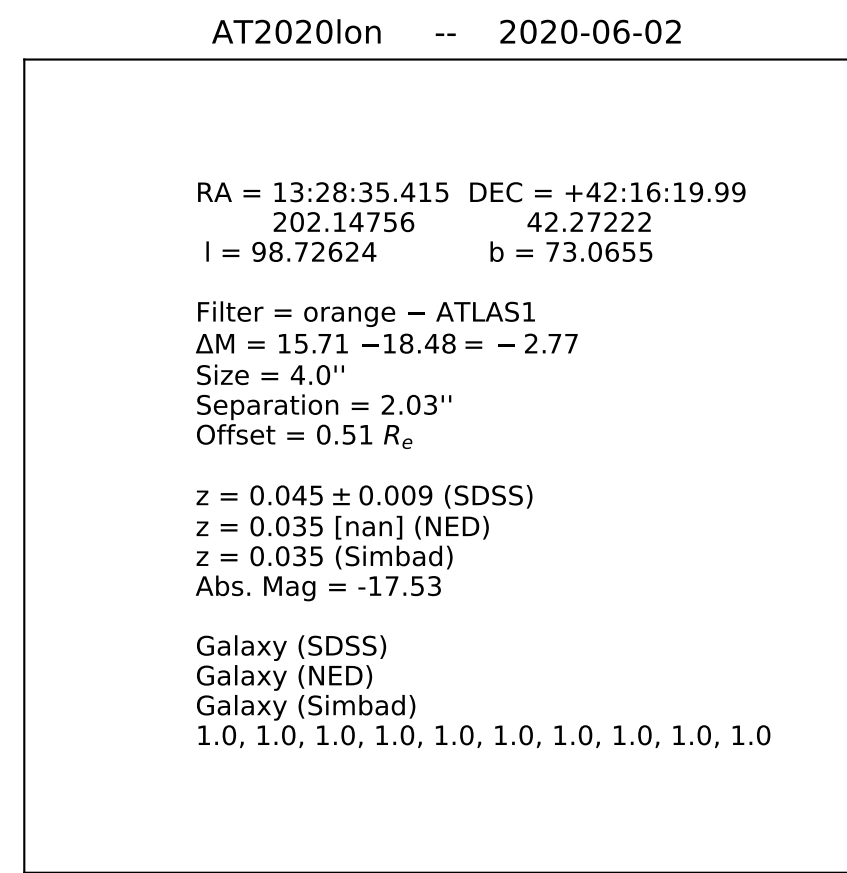 AT2020lon -- 2020-06-02
RA = 13:28:35.415 DEC = +42:16:19.99
202.14756 42.27222
l = 98.72624 b = 73.0655
Filter = orange − ATLAS1
ΔM = 15.71 −18.48 = − 2.77
Size = 4.0''
Separation = 2.03''
Offset = 0.51 Re
z = 0.045 ± 0.009 (SDSS)
z = 0.035 [nan] (NED)
z = 0.035 (Simbad)
Abs. Mag = -17.53
Galaxy (SDSS)
Galaxy (NED)
Galaxy (Simbad)
1.0, 1.0, 1.0, 1.0, 1.0, 1.0, 1.0, 1.0, 1.0, 1.0